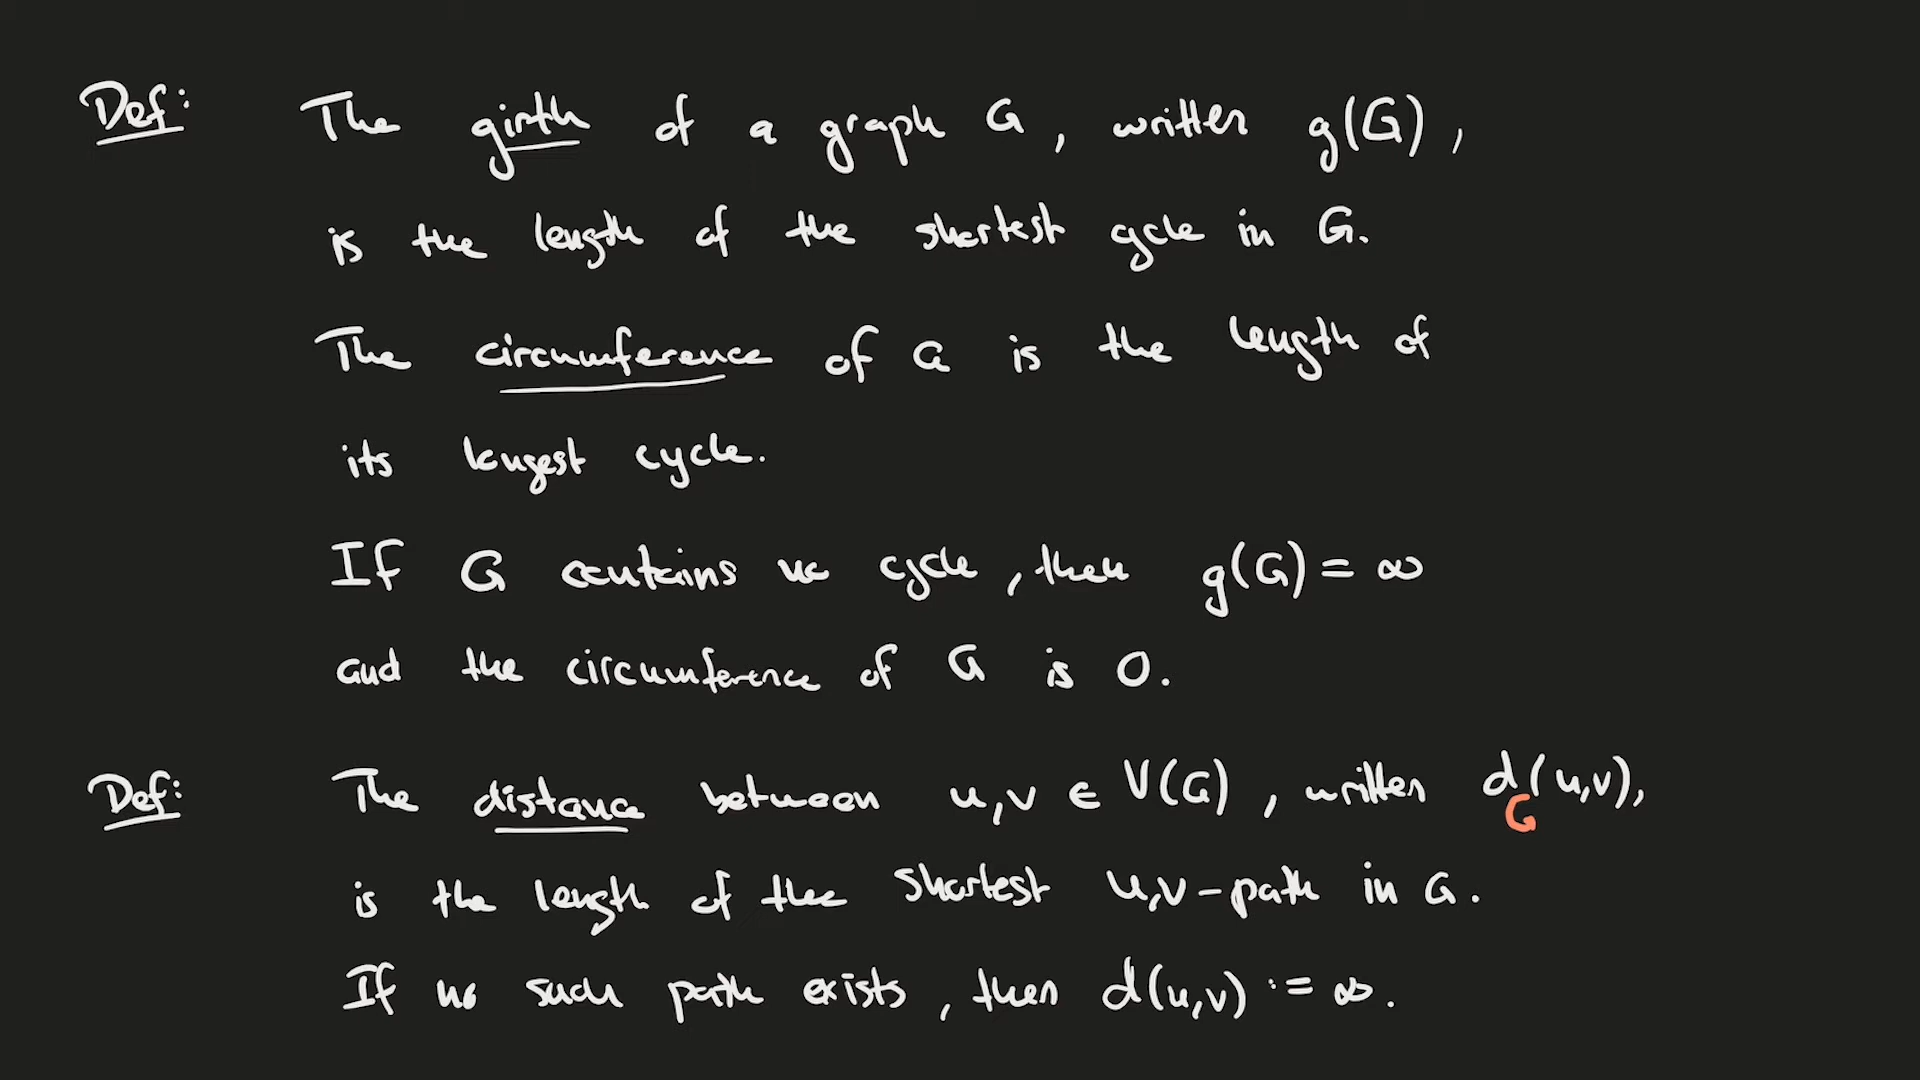 Def: The girth of a graph G, written g(G),
is the length of the shortest cycle in G.
The circumference of G is the length of
its longest cycle.
If G contains no cycle, then g(G) = ∞
and the circumference of G is 0.
Def: The distance between u,v ∈ V(G), written d_G(u,v),
is the length of the shortest u,v-path in G.
If no such path exists, then d(u,v) := ∞.